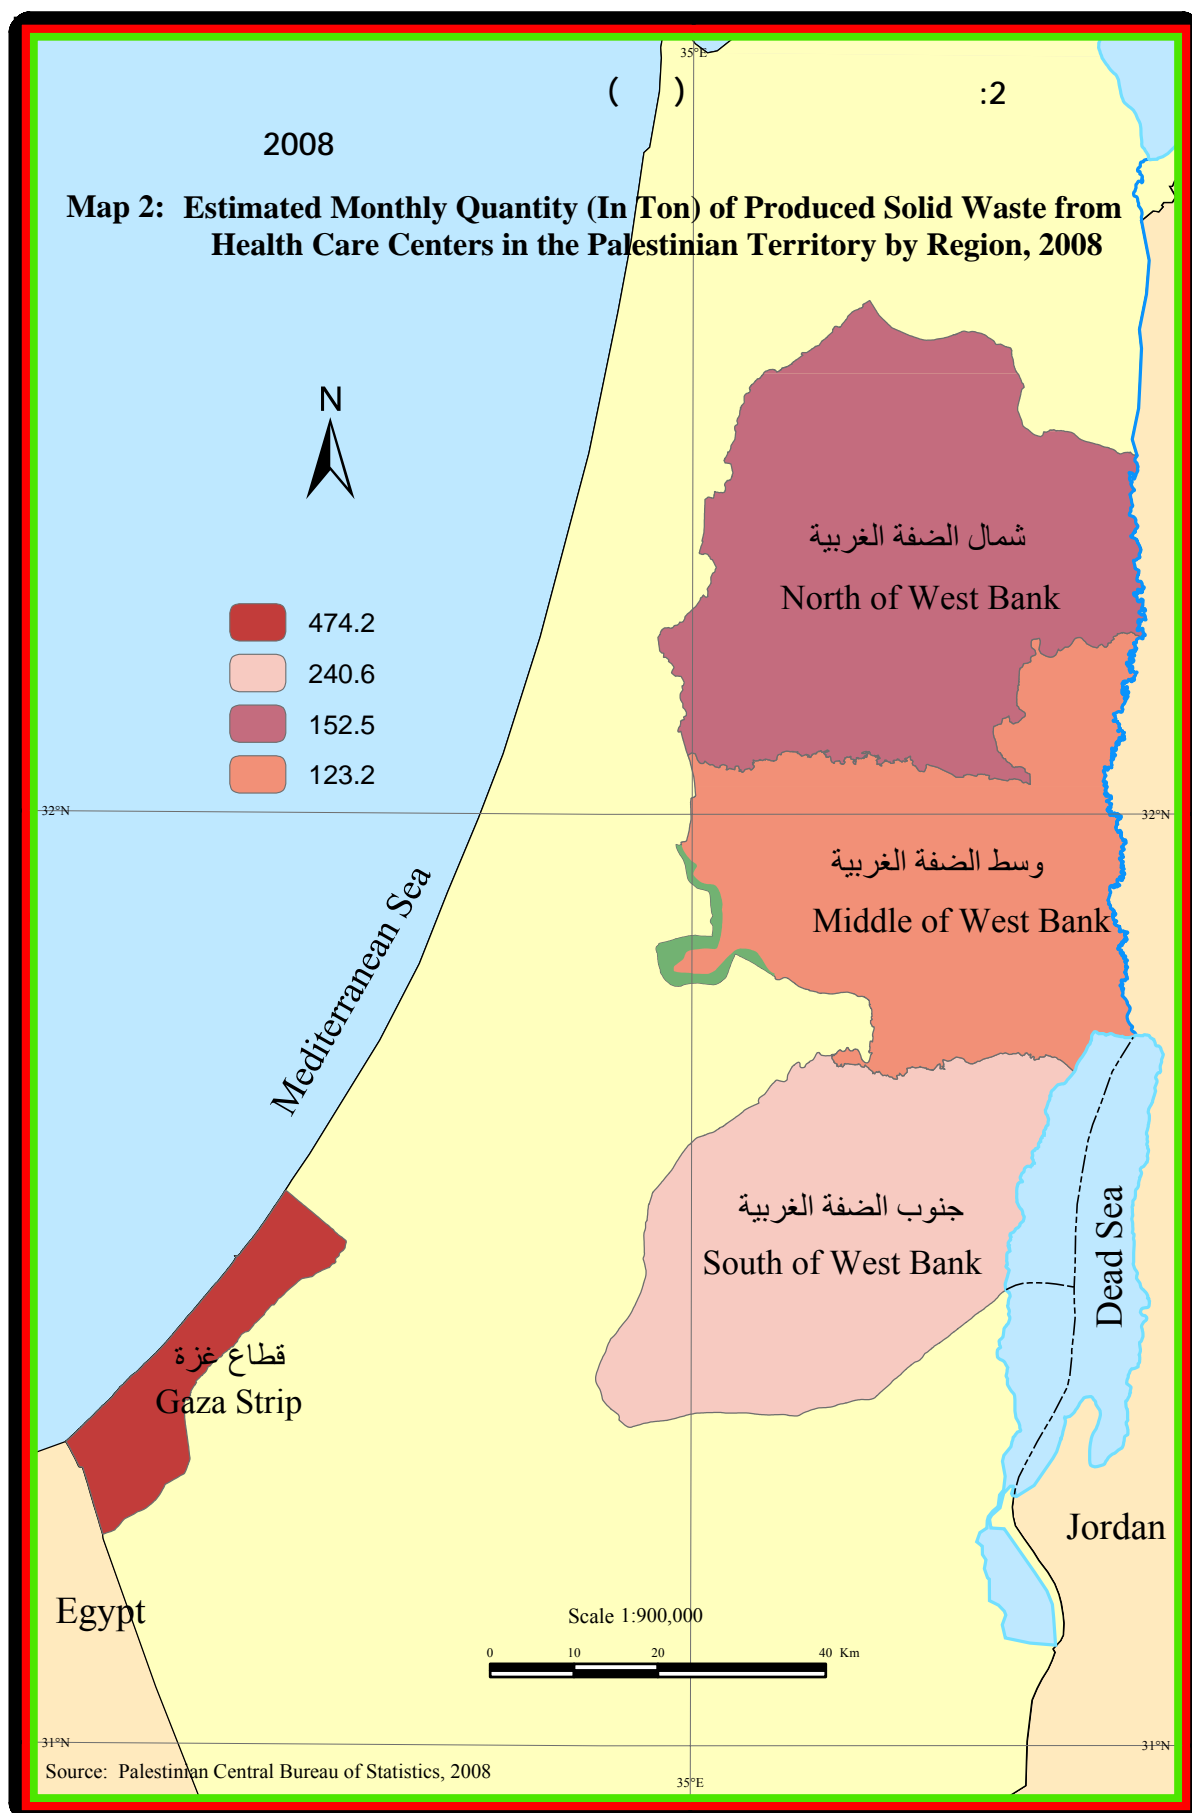 35°E
( ) :2
2008
Map 2: Estimated Monthly Quantity (In Ton) of Produced Solid Waste from
Health Care Centers in the Palestinian Territory by Region, 2008
N
شمال الضفة الغربية
North of West Bank
474.2
240.6
152.5
123.2
32°N
32°N
وسط الضفة الغربية
Middle of West Bank
Mediterranean Sea
جنوب الضفة الغربية
South of West Bank
Dead Sea
قطاع غزة
Gaza Strip
Jordan
Egypt
Scale 1:900,000
0 10 20 40 Km
31°N
31°N
Source: Palestinian Central Bureau of Statistics, 2008
35°E